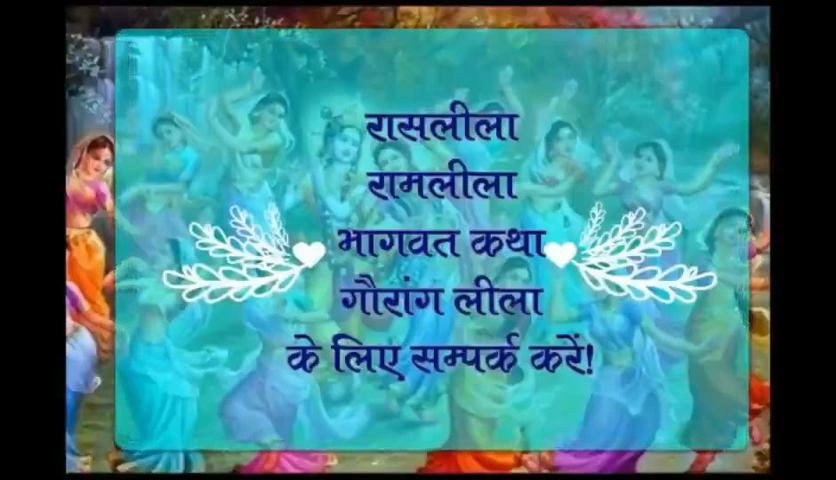 रासलीला
रामलीला
भागवत कथा
गौरांग लीला
के लिए सम्पर्क करें!